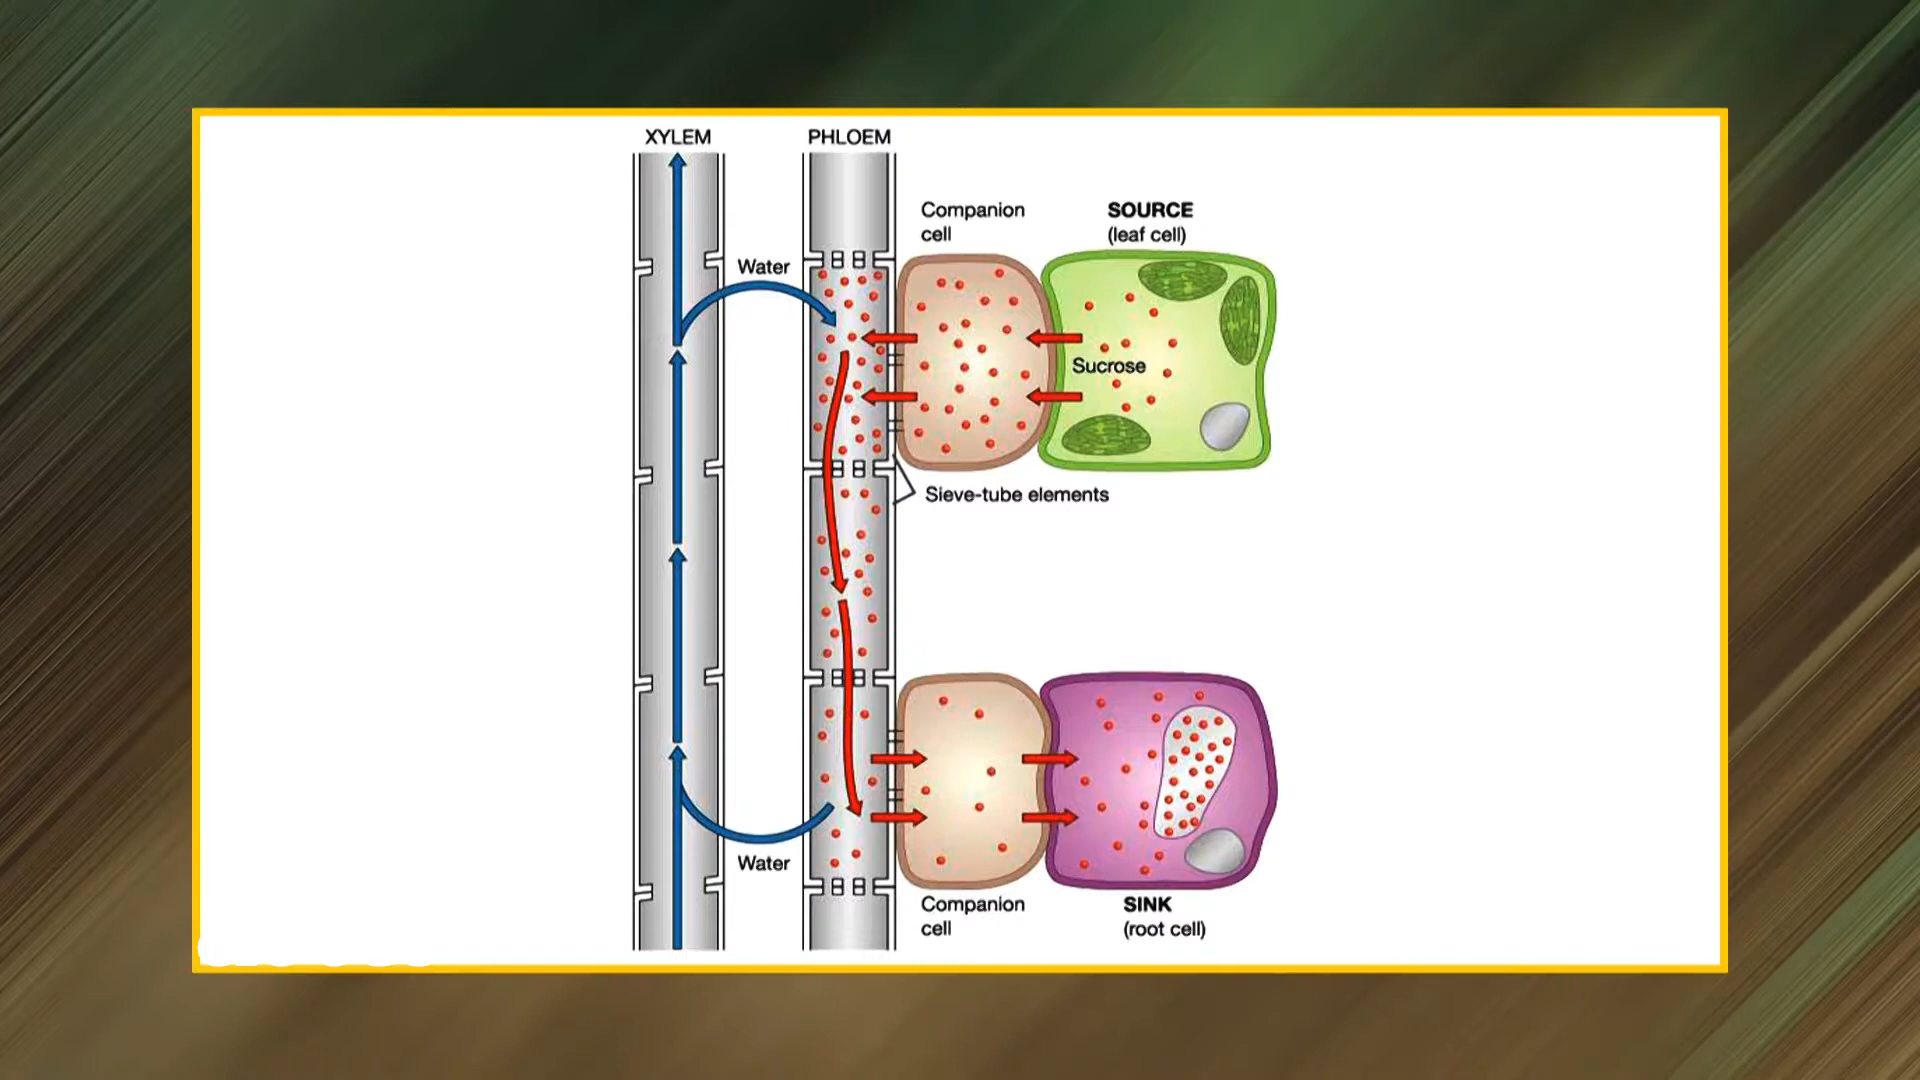 XYLEM
PHLOEM
Companion
cell
SOURCE
(leaf cell)
Water
Sucrose
Sieve-tube elements
Water
Companion
cell
SINK
(root cell)